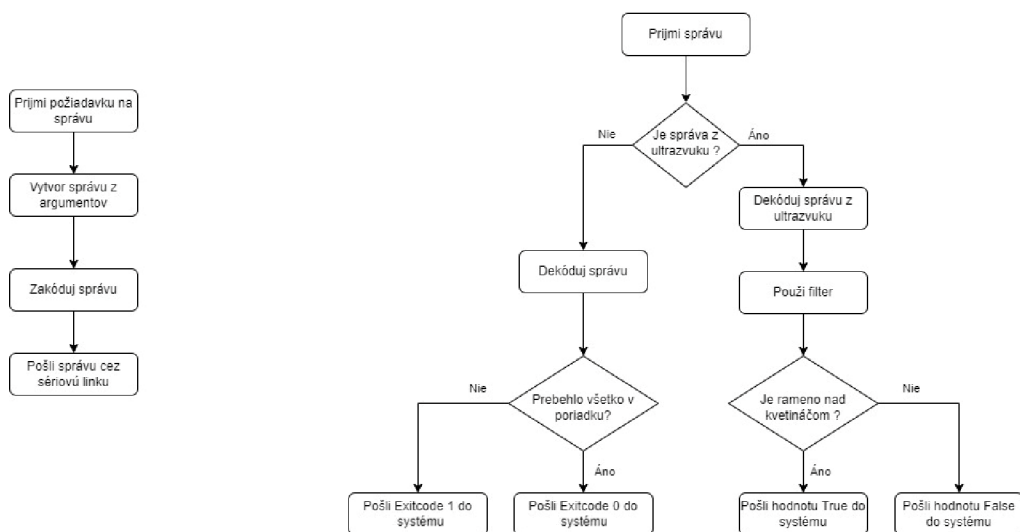 Prijmi požiadavku na
správu
Vytvor správu z
argumentov
Zakóduj správu
Pošli správu cez
sériovú linku
Prijmi správu
Je správa z
ultrazvuku ?
Nie
Áno
Dekóduj správu z
ultrazvuku
Dekóduj správu
Použi filter
Prebehlo všetko v
poriadku?
Nie
Áno
Je rameno nad
kvetináčom ?
Nie
Áno
Pošli Exitcode 1 do
systému
Pošli Exitcode 0 do
systému
Pošli hodnotu True do
systému
Pošli hodnotu False
do systému